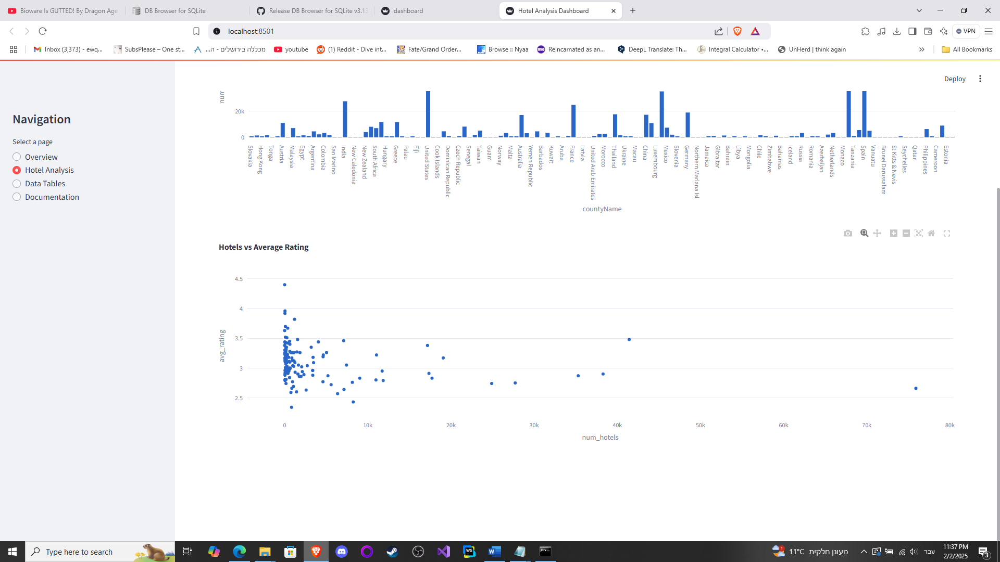 Bioware Is GUTTED! By Dragon Age
DB Browser for SQLite
Release DB Browser for SQLite v3.13
dashboard
Hotel Analysis Dashboard
localhost:8501
VPN
Inbox (3,373) - ewq...
SubsPlease – One st...
מכללה בירושלים - ה...
youtube
(1) Reddit - Dive int...
Fate/Grand Order...
Browse :: Nyaa
me
Reincarnated as an...
DeepL Translate: Th...
Integral Calculator •...
UnHerd | think again
All Bookmarks
Deploy
Navigation
Select a page
Overview
Hotel Analysis
Data Tables
Documentation
num
20k
0
Slovakia
Hong Kong
Tonga
Austria
Malaysia
Egypt
Argentina
Colombia
San Marino
India
New Caledonia
New Zealand
South Africa
Hungary
Greece
Palau
Fiji
United States
Cook Islands
Dominican Republic
Czech Republic
Senegal
Taiwan
Guam
Norway
Malta
Australia
Yemen Republic
Barbados
Kuwait
Aruba
France
Latvia
United Arab Emirates
Morocco
Thailand
Ukraine
Macau
China
Luxembourg
Mexico
Slovenia
Germany
Northern Mariana Isl
Jamaica
Gibraltar
Bahrain
Libya
Mongolia
Chile
Zimbabwe
Bahamas
Iceland
Russia
Romania
Azerbaijan
Netherlands
Monaco
Tanzania
Spain
Vanuatu
Brunei Darussalam
St Kitts & Nevis
Seychelles
Qatar
Philippines
Cameroon
Estonia
countyName
Hotels vs Average Rating
4.5
4
3.5
3
2.5
avg_rating
0
10k
20k
30k
40k
50k
60k
70k
80k
num_hotels
Type here to search
WS
W
1
11°C מעונן חלקית
עבר
11:37 PM
2/2/2025
3